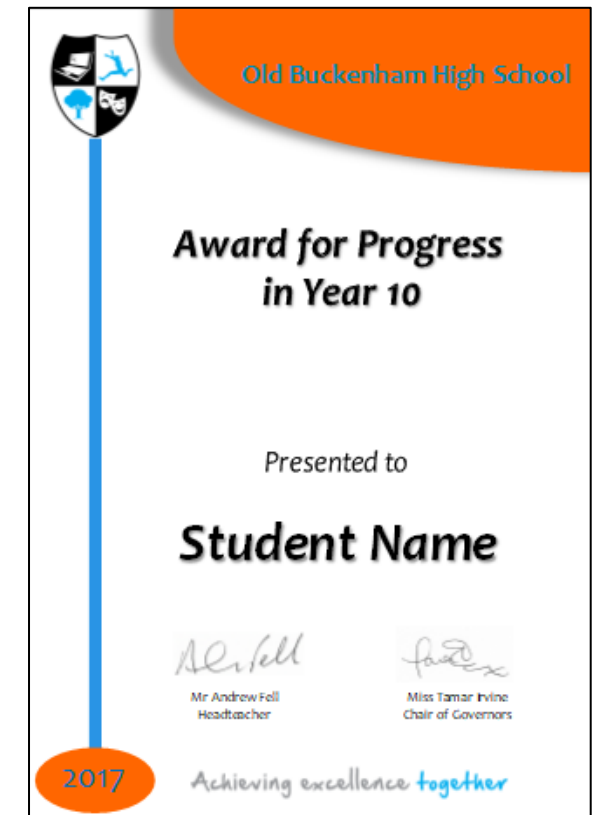 Old Buckenham High School
Award for Progress
in Year 10
Presented to
Student Name
Mr Andrew Fell
Headteacher
Miss Tamar Irvine
Chair of Governors
2017
Achieving excellence together